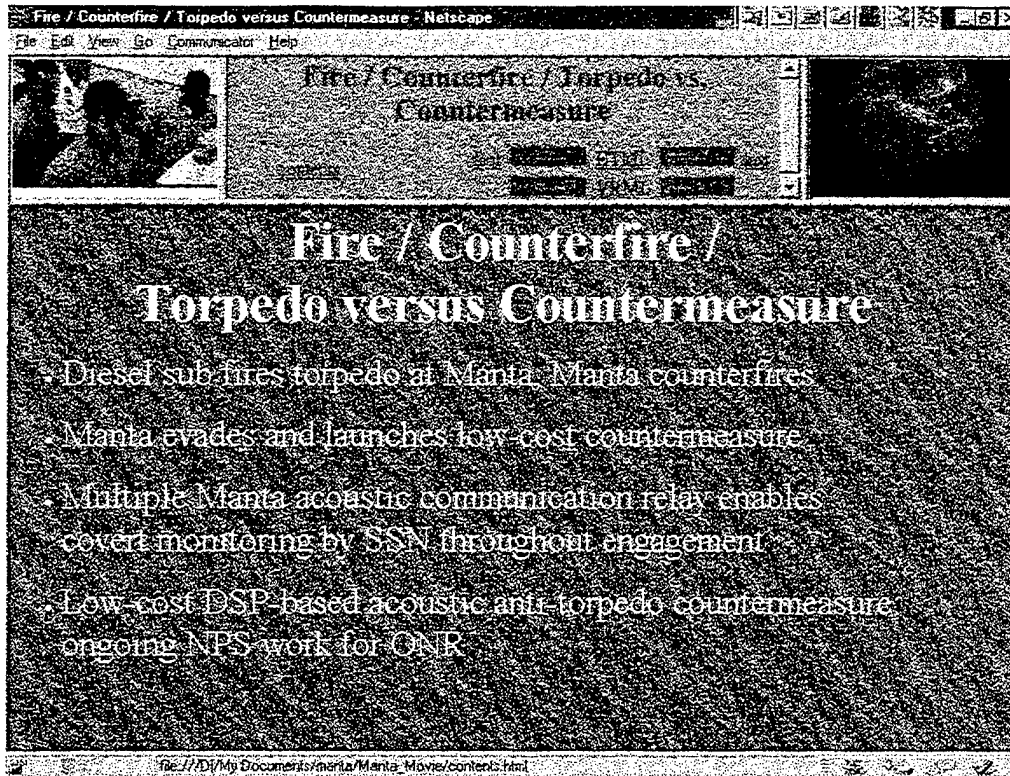 Fire / Counterfire / Torpedo versus Countermeasure - Netscape
File Edit View Go Communicator Help
Fire / Counterfire / Torpedo vs.
Countermeasure
HTML
VRML
Fire / Counterfire /
Torpedo versus Countermeasure
• Diesel sub fires torpedo at Manta, Manta counterfires
• Manta evades and launches low-cost countermeasure
• Multiple Manta acoustic communication relay enables
covert monitoring by SSN throughout engagement
• Low-cost DSP-based acoustic anti-torpedo countermeasure
ongoing NPS work for ONR
file:///D|/My Documents/manta/Manta_Movie/contents.html